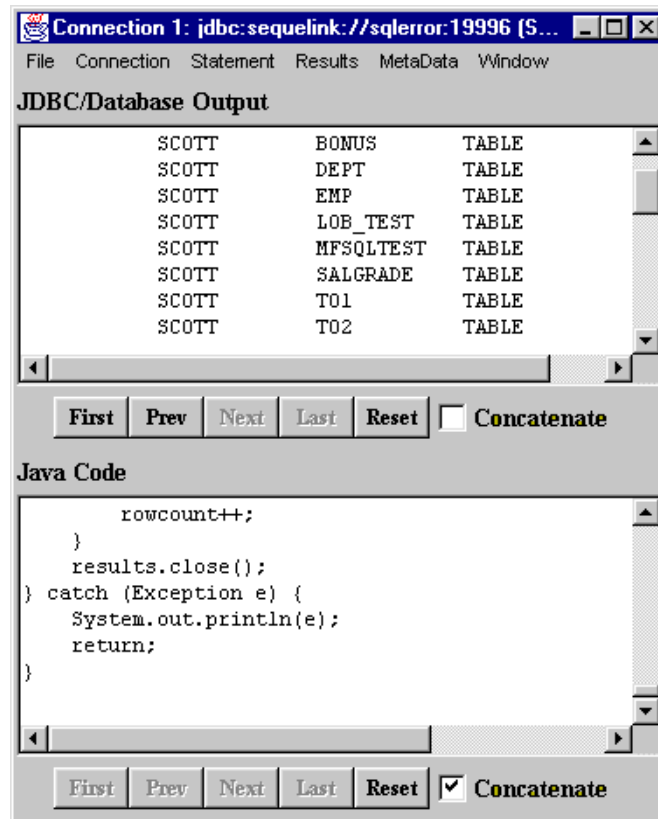 Connection 1: jdbc:sequelink://sqlerror:19996 (S...
File Connection Statement Results MetaData Window
JDBC/Database Output
SCOTT BONUS TABLE
SCOTT DEPT TABLE
SCOTT EMP TABLE
SCOTT LOB_TEST TABLE
SCOTT MFSQLTEST TABLE
SCOTT SALGRADE TABLE
SCOTT TO1 TABLE
SCOTT TO2 TABLE
First Prev Next Last Reset Concatenate
Java Code
rowcount++;
}
results.close();
} catch (Exception e) {
System.out.println(e);
return;
}
First Prev Next Last Reset Concatenate